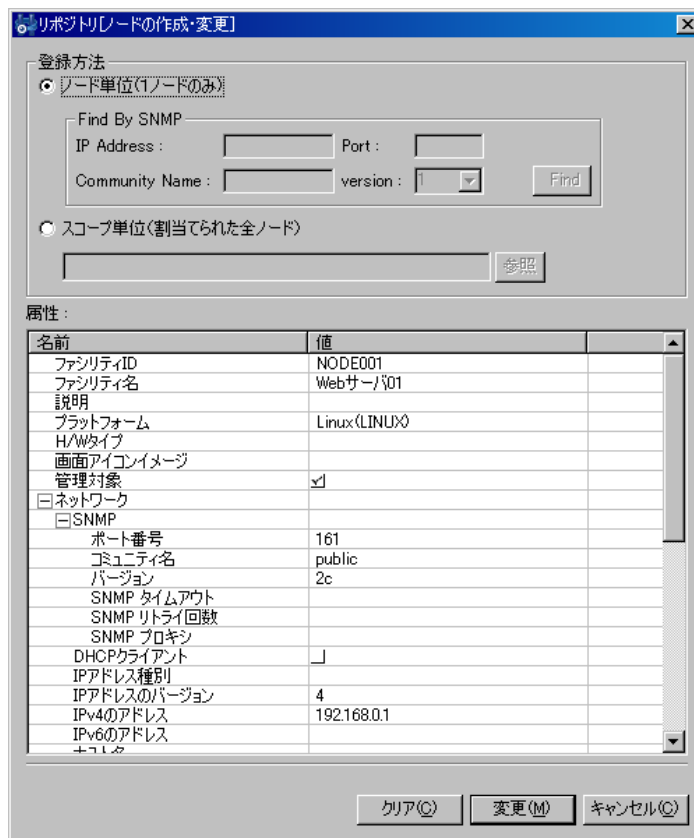 リポジトリ[ノードの作成・変更]
登録方法
ノード単位(1ノードのみ)
Find By SNMP
IP Address :
Port :
Community Name :
version :
1
Find
スコープ単位(割当てられた全ノード)
参照
属性 :
名前 値
ファシリティID NODE001
ファシリティ名 Webサーバ01
説明
プラットフォーム Linux(LINUX)
H/Wタイプ
画面アイコンイメージ
管理対象
ネットワーク
SNMP
ポート番号 161
コミュニティ名 public
バージョン 2c
SNMP タイムアウト
SNMP リトライ回数
SNMP プロキシ
DHCPクライアント
IPアドレス種別
IPアドレスのバージョン 4
IPv4のアドレス 192.168.0.1
IPv6のアドレス
クリア(C) 変更(M) キャンセル(C)